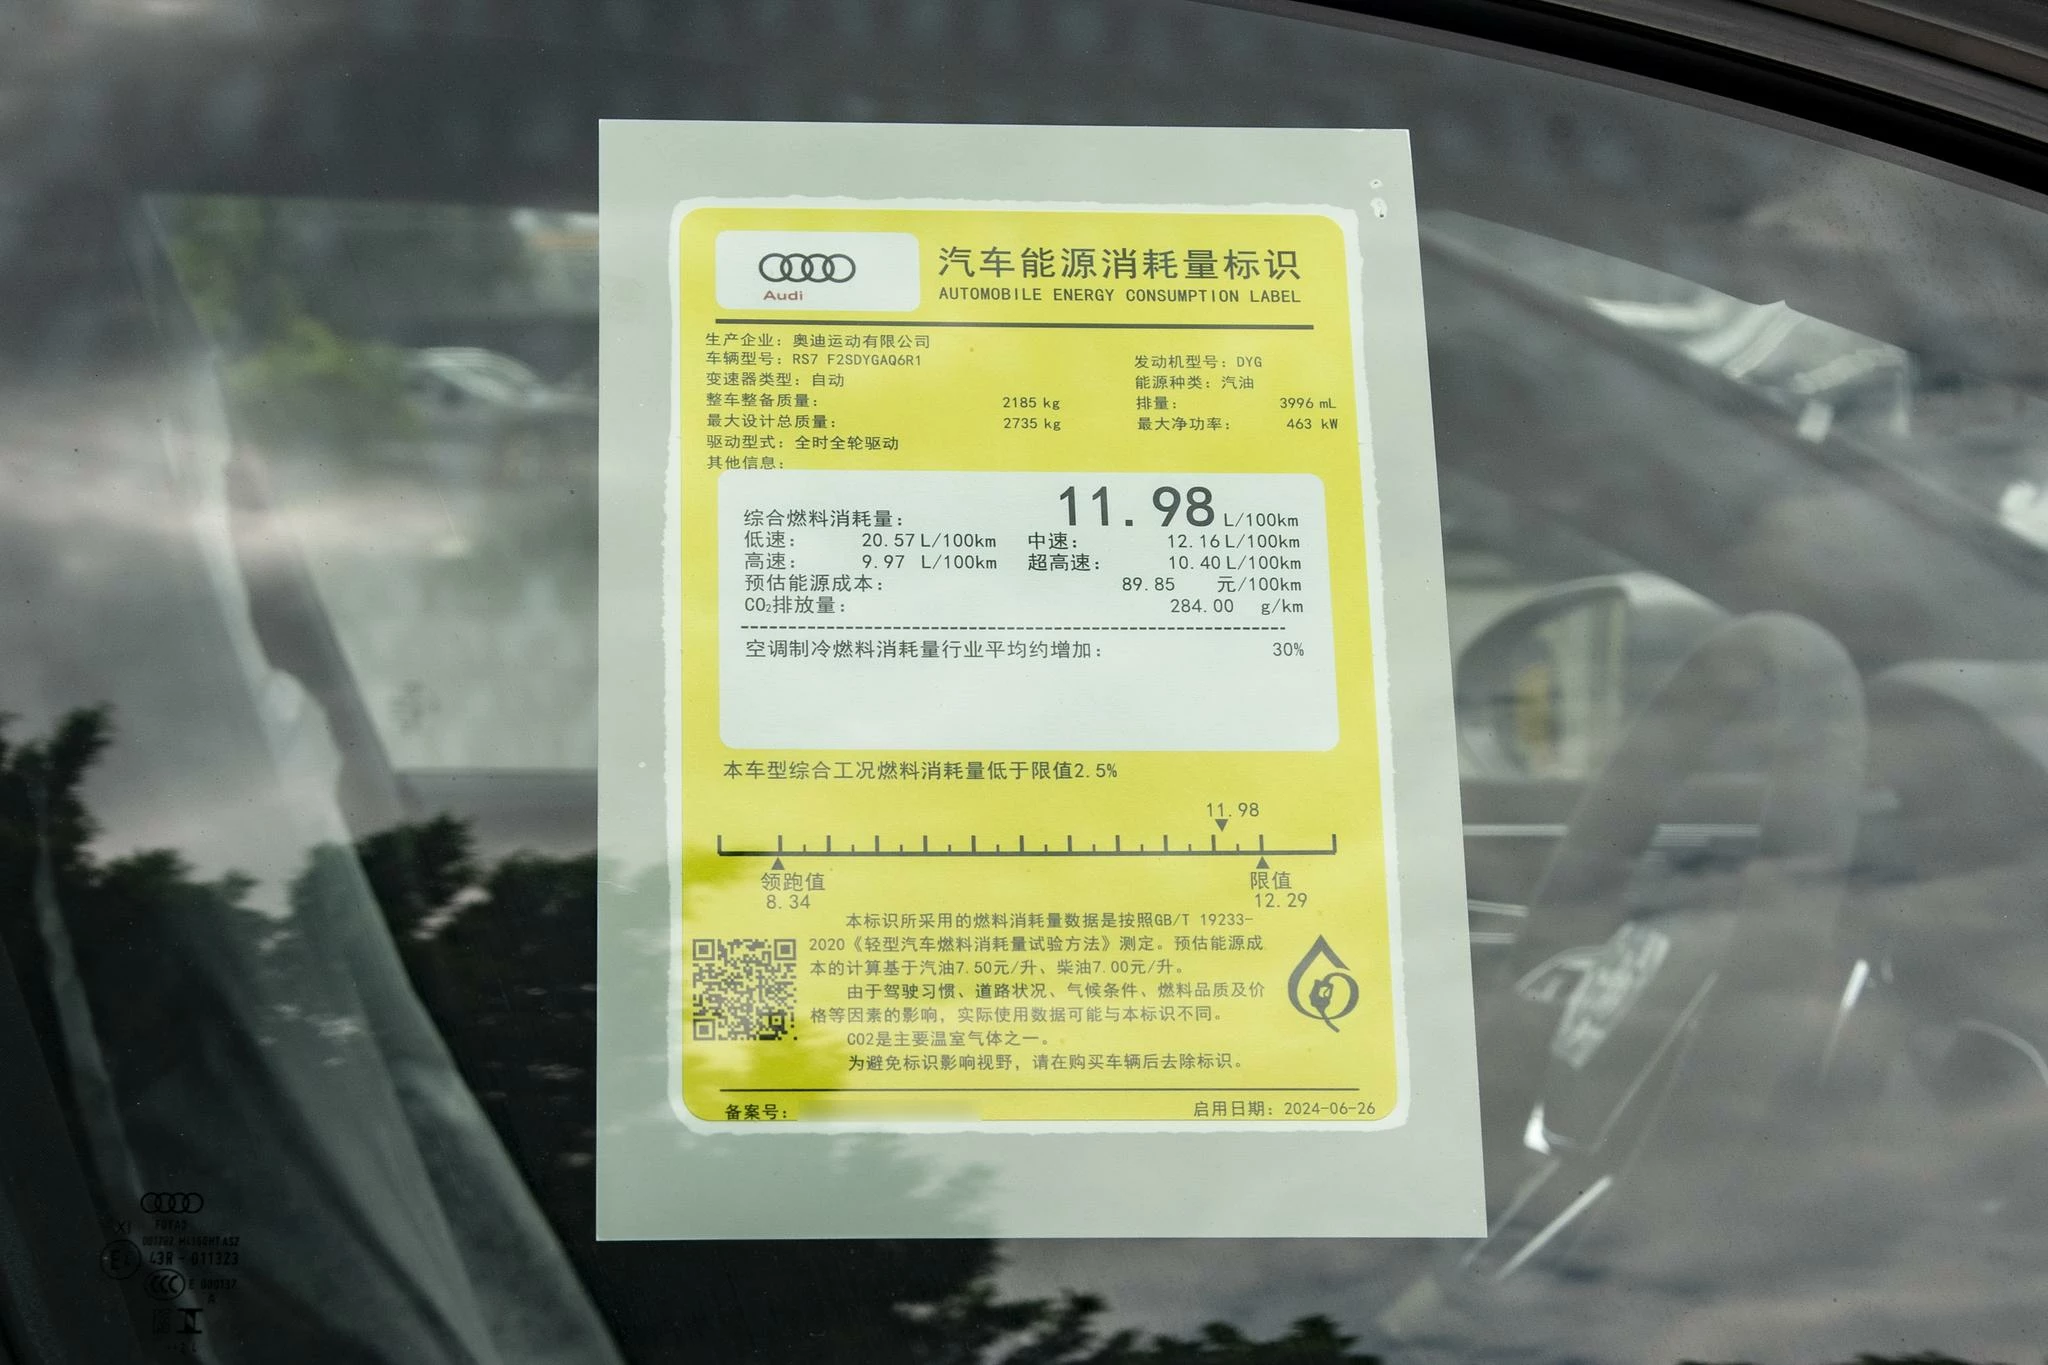 Audi
汽车能源消耗量标识
AUTOMOBILE ENERGY CONSUMPTION LABEL
生产企业：奥迪运动有限公司
车辆型号：RS7 F2SDYGAQ6R1 发动机型号：DYG
变速器类型：自动 能源种类：汽油
整车整备质量： 2185 kg 排量： 3996 mL
最大设计总质量： 2735 kg 最大净功率： 463 kW
驱动型式：全时全轮驱动
其他信息：
综合燃料消耗量： 11.98 L/100km
低速： 20.57 L/100km 中速： 12.16 L/100km
高速： 9.97 L/100km 超高速： 10.40 L/100km
预估能源成本： 89.85 元/100km
CO₂排放量： 284.00 g/km
空调制冷燃料消耗量行业平均约增加： 30%
本车型综合工况燃料消耗量低于限值2.5%
11.98
领跑值 限值
8.34 12.29
本标识所采用的燃料消耗量数据是按照GB/T 19233-
2020《轻型汽车燃料消耗量试验方法》测定。预估能源成
本的计算基于汽油7.50元/升、柴油7.00元/升。
由于驾驶习惯、道路状况、气候条件、燃料品质及价
格等因素的影响，实际使用数据可能与本标识不同。
CO2是主要温室气体之一。
为避免标识影响视野，请在购买车辆后去除标识。
备案号： 启用日期：2024-06-26
43R-011323